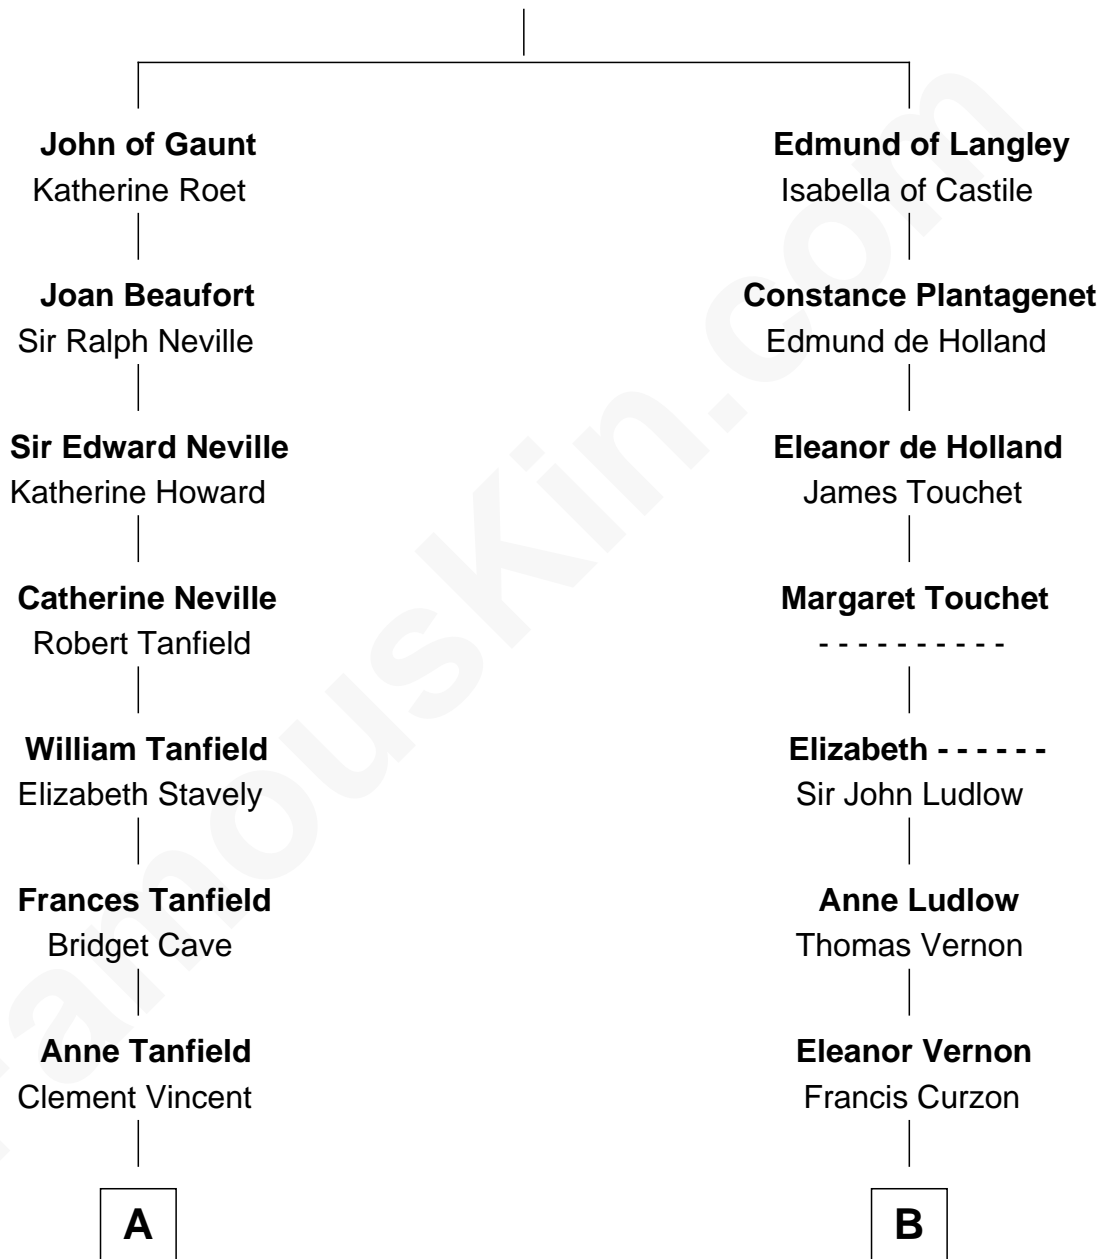 John of Gaunt
Katherine Roet
Edmund of Langley
Isabella of Castile
Joan Beaufort
Sir Ralph Neville
Constance Plantagenet
Edmund de Holland
Sir Edward Neville
Katherine Howard
Eleanor de Holland
James Touchet
Catherine Neville
Robert Tanfield
Margaret Touchet
- - - - - - - - - -
William Tanfield
Elizabeth Stavely
Elizabeth - - - - - -
Sir John Ludlow
Frances Tanfield
Bridget Cave
Anne Ludlow
Thomas Vernon
Anne Tanfield
Clement Vincent
Eleanor Vernon
Francis Curzon
A
B
FamousKin.com